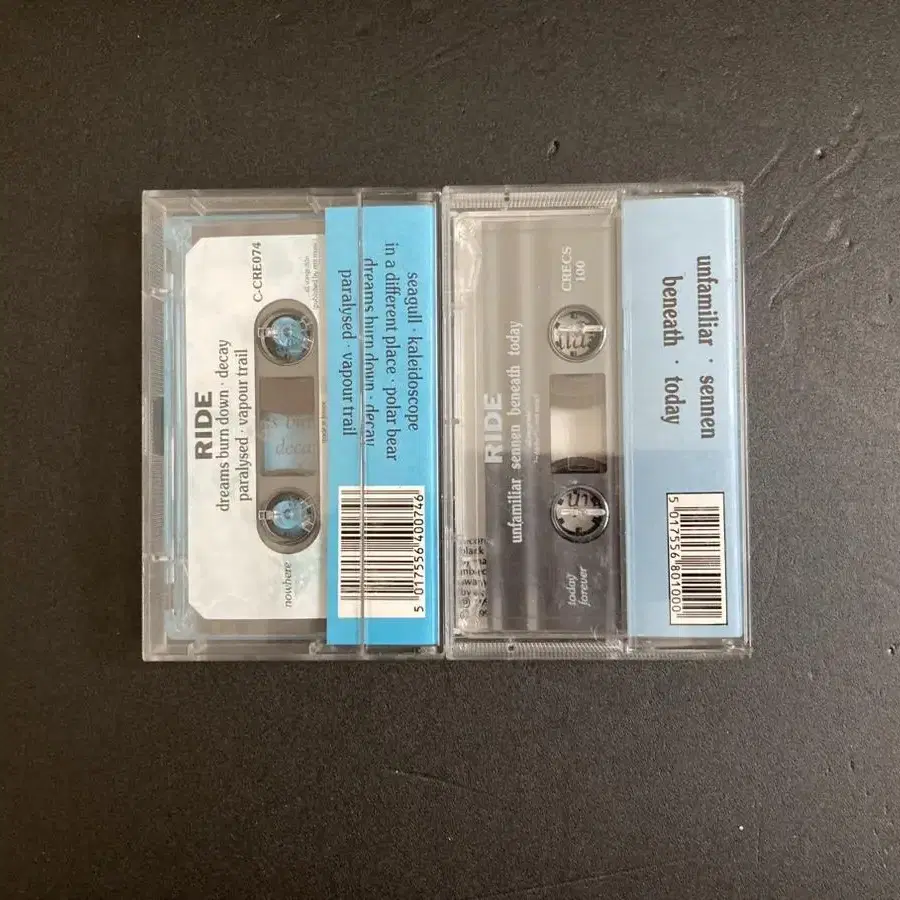 C-CRE074
RIDE
dreams burn down · decay
paralysed · vapour trail
nowhere
seagull · kaleidoscope
in a different place · polar bear
dreams burn down · decay
paralysed · vapour trail
5 017556 400746
CRECS
100
RIDE
unfamiliar sennen beneath today
today
forever
unfamiliar · sennen
beneath · today
5 017556 801000